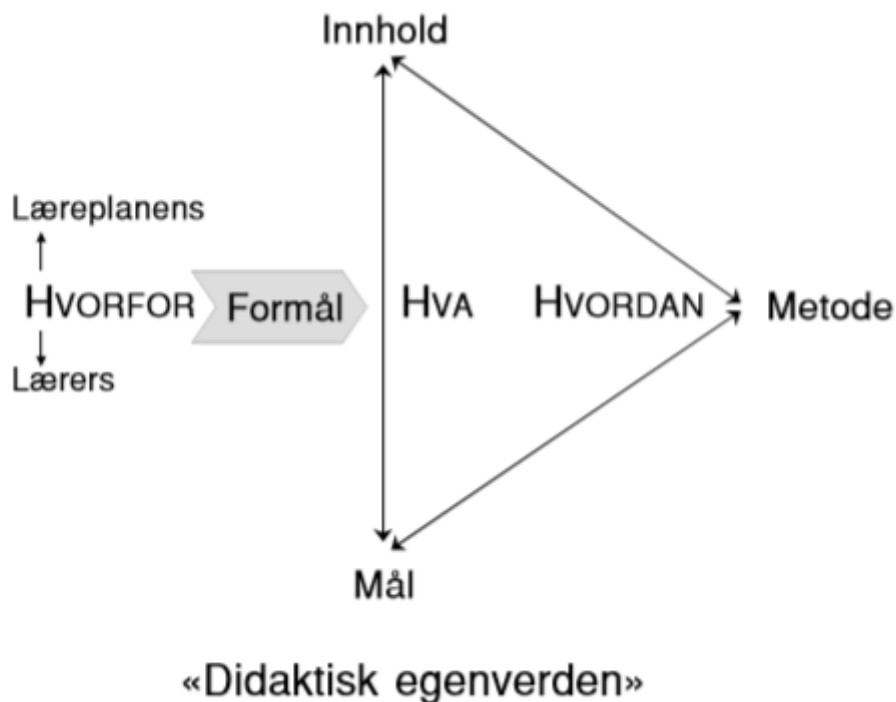 Innhold
Læreplanens
HVORFOR Formål HVA HVORDAN Metode
Lærers
Mål
«Didaktisk egenverden»